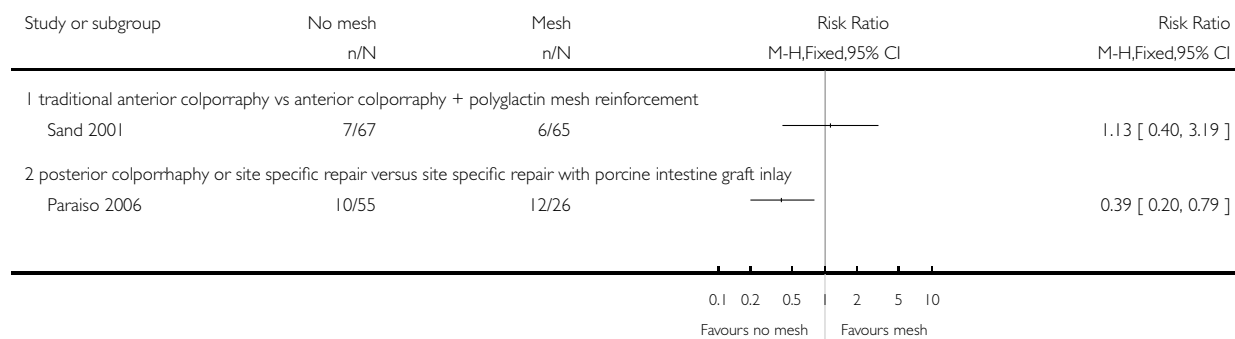 Study or subgroup No mesh Mesh Risk Ratio Risk Ratio
n/N n/N M-H,Fixed,95% CI M-H,Fixed,95% CI
1 traditional anterior colporraphy vs anterior colporraphy + polyglactin mesh reinforcement
Sand 2001 7/67 6/65 1.13 [ 0.40, 3.19 ]
2 posterior colporrhaphy or site specific repair versus site specific repair with porcine intestine graft inlay
Paraiso 2006 10/55 12/26 0.39 [ 0.20, 0.79 ]
0.1 0.2 0.5 1 2 5 10
Favours no mesh Favours mesh